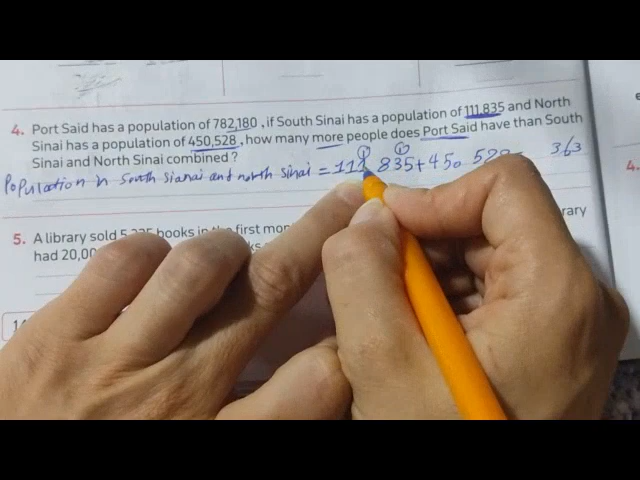 4. Port Said has a population of 782,180, if South Sinai has a population of 111,835 and North
Sinai has a population of 450,528, how many more people does Port Said have than South
Sinai and North Sinai combined?
Population in South Sianai and north sinai = 111 835 + 450 528 = 363
5. A library sold 5,
had 20,00